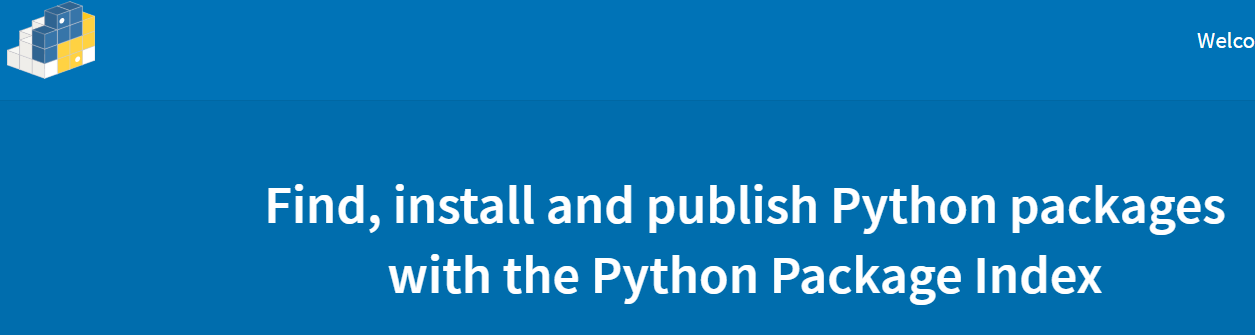 Welco
Find, install and publish Python packages
with the Python Package Index